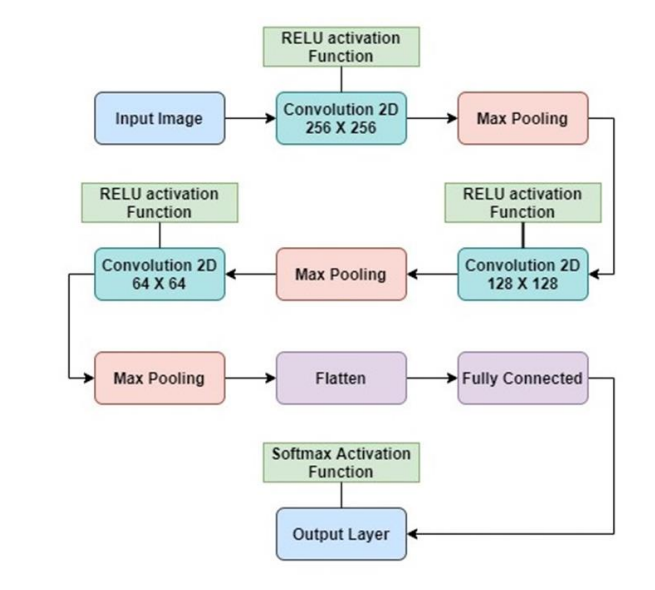 RELU activation
Function
Input Image
Convolution 2D
256 X 256
Max Pooling
RELU activation
Function
RELU activation
Function
Convolution 2D
64 X 64
Max Pooling
Convolution 2D
128 X 128
Max Pooling
Flatten
Fully Connected
Softmax Activation
Function
Output Layer